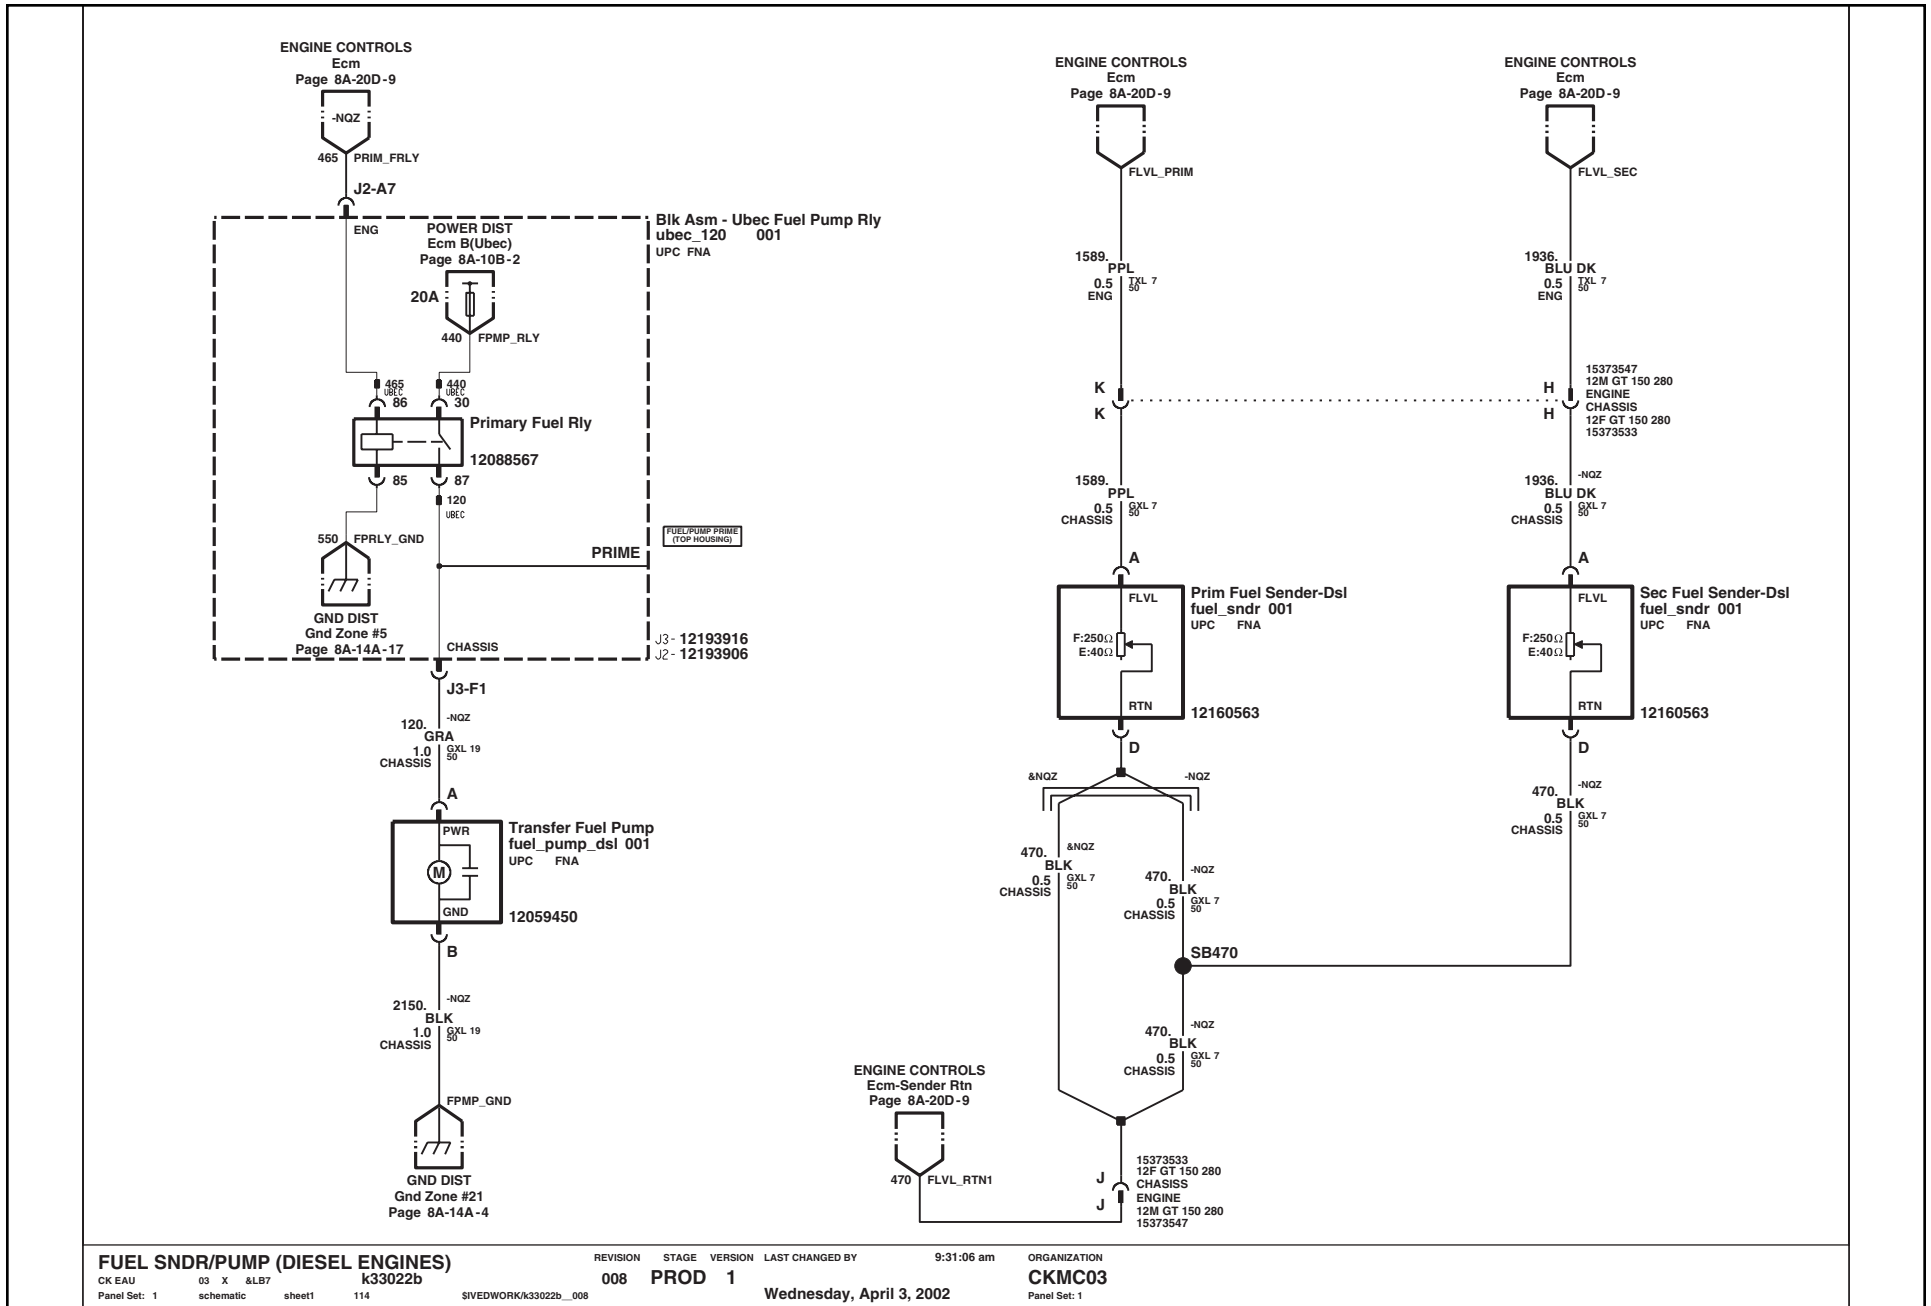 ENGINE CONTROLS
Ecm
Page 8A-20D-9
-NQZ
465 PRIM_FRLY
J2-A7
ENG
POWER DIST
Ecm B(Ubec)
Page 8A-10B-2
20A
440 FPMP_RLY
Blk Asm - Ubec Fuel Pump Rly
ubec_120 001
UPC FNA
465
UBEC
86
440
UBEC
30
Primary Fuel Rly
12088567
85
87
120
UBEC
550 FPRLY_GND
GND DIST
Gnd Zone #5
Page 8A-14A-17
FUEL/PUMP PRIME
(TOP HOUSING)
PRIME
CHASSIS
J3- 12193916
J2- 12193906
J3-F1
-NQZ
120.
GRA
1.0 GXL 19
CHASSIS 50
A
PWR
M
GND
Transfer Fuel Pump
fuel_pump_dsl 001
UPC FNA
12059450
B
-NQZ
2150.
BLK
1.0 GXL 19
CHASSIS 50
FPMP_GND
GND DIST
Gnd Zone #21
Page 8A-14A-4
ENGINE CONTROLS
Ecm
Page 8A-20D-9
FLVL_PRIM
1589.
PPL
0.5 TXL 7
ENG 50
K
K
1589.
PPL
0.5 GXL 7
CHASSIS 50
A
FLVL
F:250Ω
E:40Ω
RTN
Prim Fuel Sender-Dsl
fuel_sndr 001
UPC FNA
12160563
D
&NQZ -NQZ
470. &NQZ
BLK
0.5 GXL 7
CHASSIS 50
470. -NQZ
BLK
0.5 GXL 7
CHASSIS 50
SB470
470. -NQZ
BLK
0.5 GXL 7
CHASSIS 50
ENGINE CONTROLS
Ecm-Sender Rtn
Page 8A-20D-9
470 FLVL_RTN1
J
J
15373533
12F GT 150 280
CHASISS
ENGINE
12M GT 150 280
15373547
ENGINE CONTROLS
Ecm
Page 8A-20D-9
FLVL_SEC
1936.
BLU DK
0.5 TXL 7
ENG 50
H
H
15373547
12M GT 150 280
ENGINE
CHASSIS
12F GT 150 280
15373533
-NQZ
1936.
BLU DK
0.5 GXL 7
CHASSIS 50
A
FLVL
F:250Ω
E:40Ω
RTN
Sec Fuel Sender-Dsl
fuel_sndr 001
UPC FNA
12160563
D
-NQZ
470.
BLK
0.5 GXL 7
CHASSIS 50
FUEL SNDR/PUMP (DIESEL ENGINES)
CK EAU 03 X &LB7 k33022b
Panel Set: 1 schematic sheet1 114 $IVEDWORK/k33022b__008
REVISION STAGE VERSION LAST CHANGED BY 9:31:06 am ORGANIZATION
008 PROD 1 CKMC03
Wednesday, April 3, 2002 Panel Set: 1